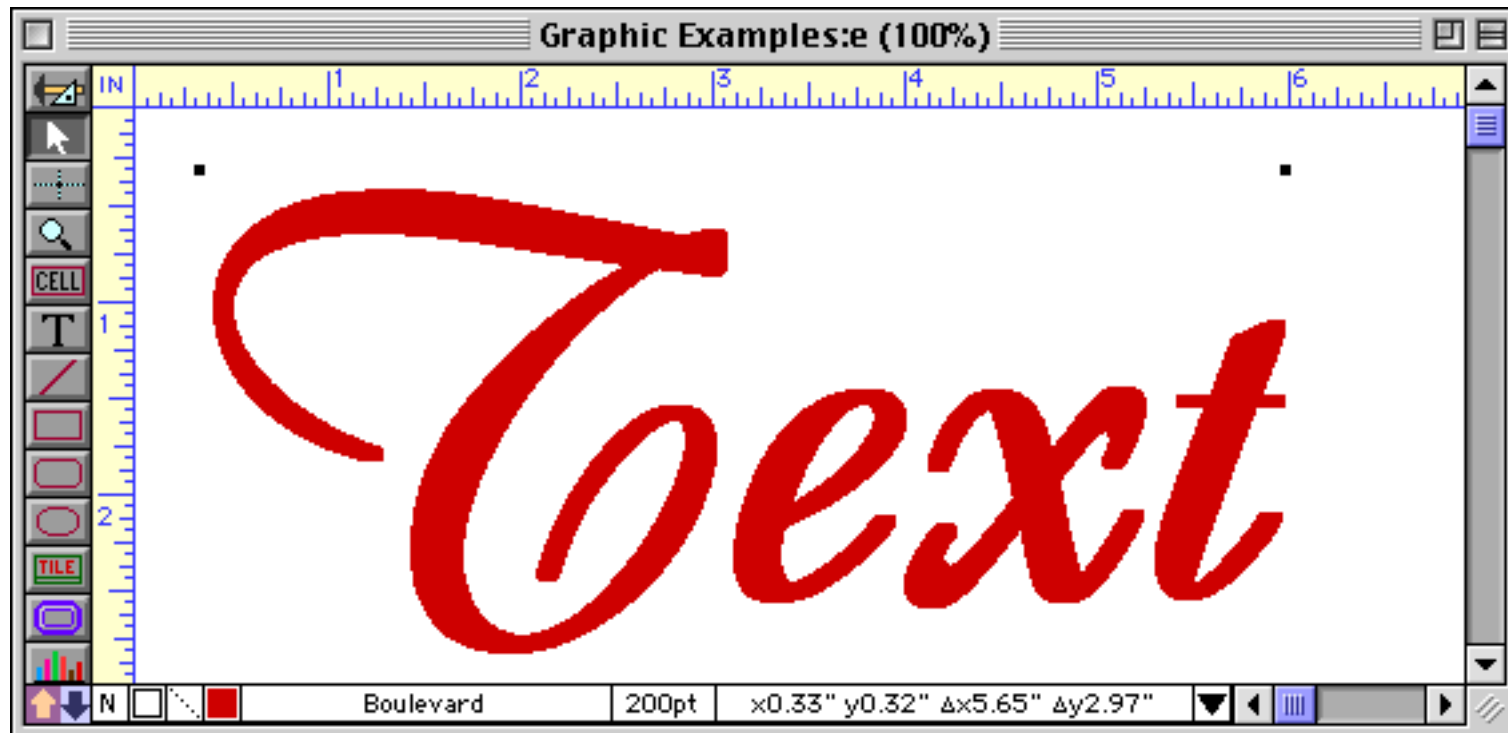 Graphic Examples:e (100%)
IN 1 2 3 4 5 6
CELL
T
1
2
TILE
Text
N Boulevard 200pt x0.33" y0.32" Δx5.65" Δy2.97"